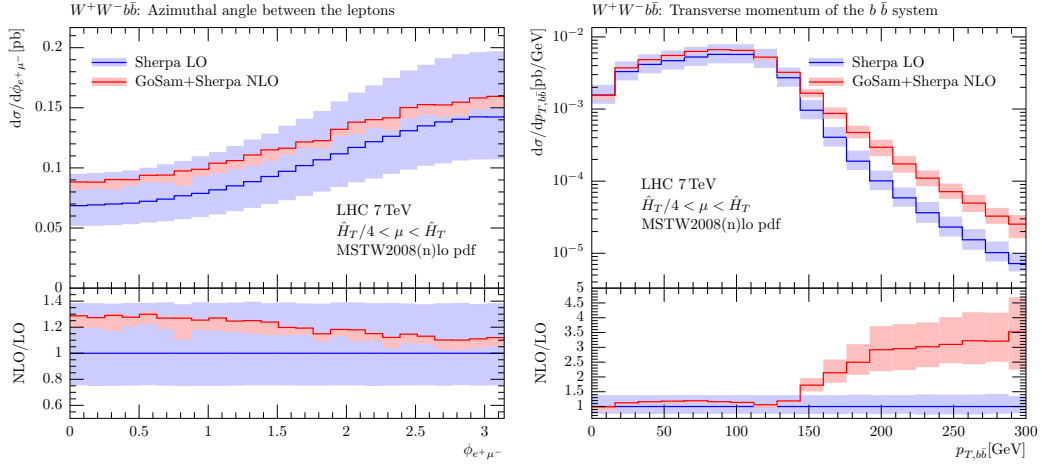 W⁺W⁻bb̄: Azimuthal angle between the leptons
dσ/dϕ_{e⁺μ⁻}[pb]
0.2
0.15
0.1
0.05
0
Sherpa LO
GoSam+Sherpa NLO
LHC 7 TeV
Ĥ_T/4 < μ < Ĥ_T
MSTW2008(n)lo pdf
NLO/LO
1.4
1.2
1
0.8
0.6
0 0.5 1 1.5 2 2.5 3
ϕ_{e⁺μ⁻}
W⁺W⁻bb̄: Transverse momentum of the b b̄ system
dσ/dp_{T,bb̄}[pb/GeV]
10⁻²
10⁻³
10⁻⁴
10⁻⁵
Sherpa LO
GoSam+Sherpa NLO
LHC 7 TeV
Ĥ_T/4 < μ < Ĥ_T
MSTW2008(n)lo pdf
NLO/LO
4.5
4
3.5
3
2.5
2
1.5
1
0 50 100 150 200 250 300
p_{T,bb̄}[GeV]